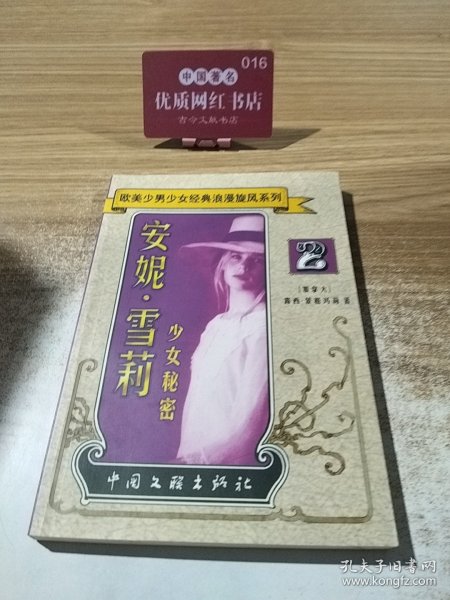 016
中国著名
优质网红书店
古今文献书店
欧美少男少女经典浪漫旋风系列
2
安妮·雪莉
少女秘密
[加拿大]
露西·蒙哥玛丽 著
中国文联出版社
孔夫子旧书网
www.kongfz.com